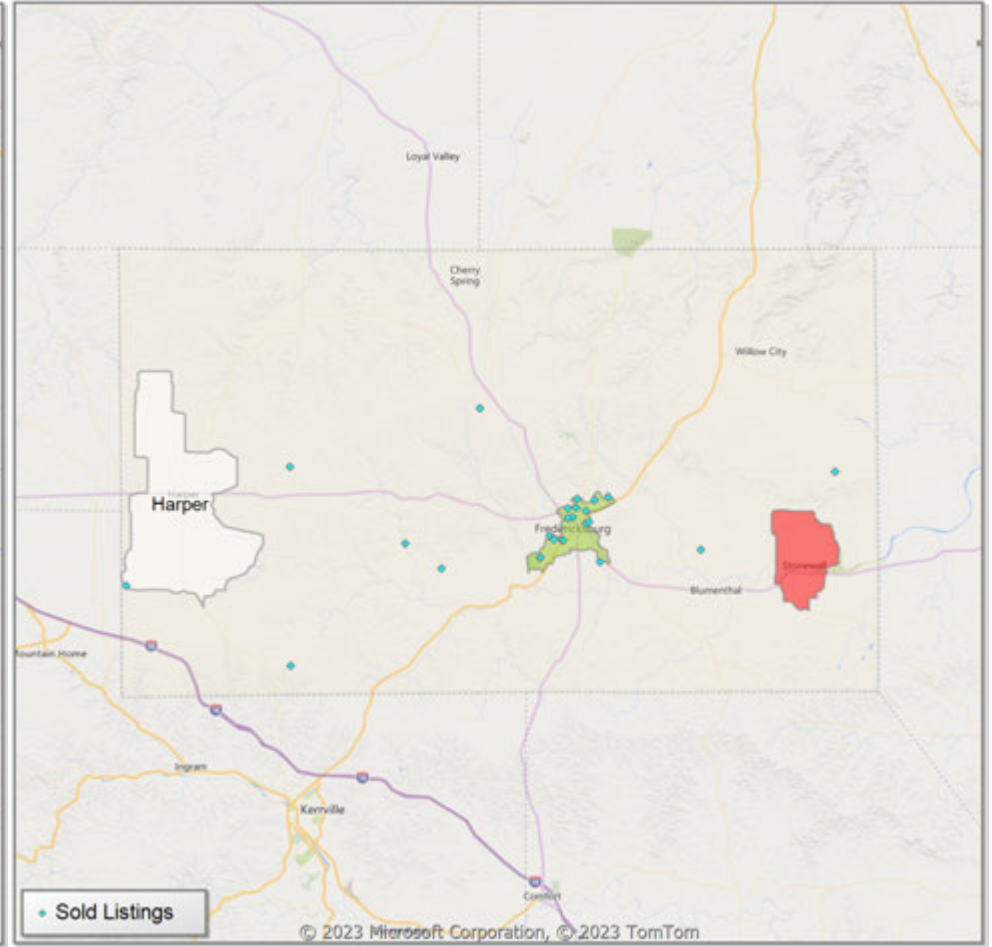 Loyal Valley
Cherry
Spring
Willow City
Harper
Harper
Fredericksburg
Stonewall
Blumenthal
Mountain Home
Ingram
Kerrville
Comfort
Sold Listings
© 2023 Microsoft Corporation, © 2023 TomTom